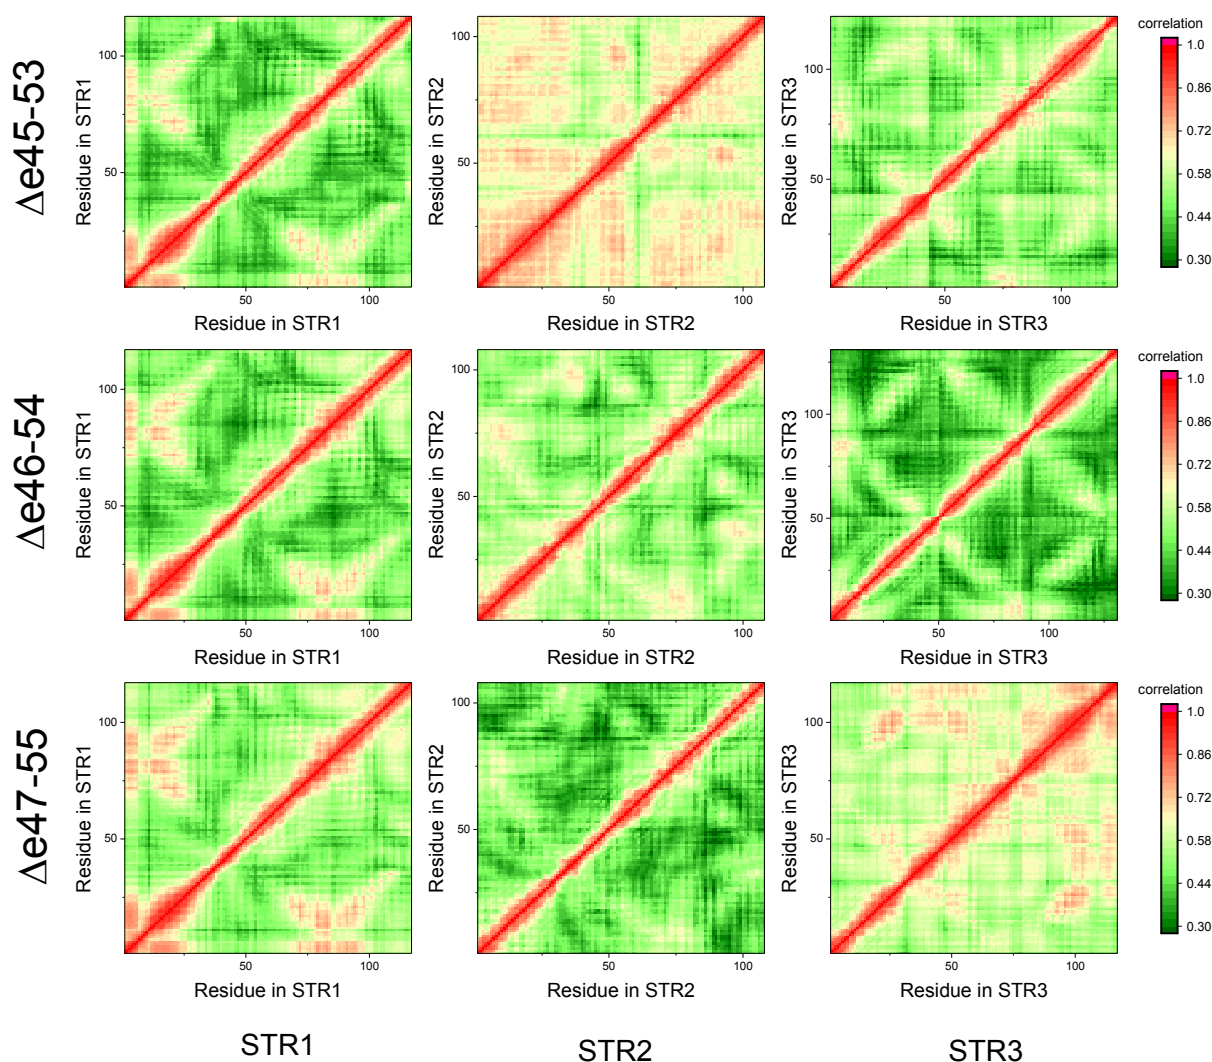 correlation
Δe45-53
Residue in STR1
100
50
50
100
Residue in STR1
Residue in STR2
100
50
50
100
Residue in STR2
Residue in STR3
100
50
50
100
Residue in STR3
1.0
0.86
0.72
0.58
0.44
0.30
correlation
Δe46-54
Residue in STR1
100
50
50
100
Residue in STR1
Residue in STR2
100
50
50
100
Residue in STR2
Residue in STR3
100
50
50
100
Residue in STR3
1.0
0.86
0.72
0.58
0.44
0.30
correlation
Δe47-55
Residue in STR1
100
50
50
100
Residue in STR1
Residue in STR2
100
50
50
100
Residue in STR2
Residue in STR3
100
50
50
100
Residue in STR3
1.0
0.86
0.72
0.58
0.44
0.30
STR1
STR2
STR3